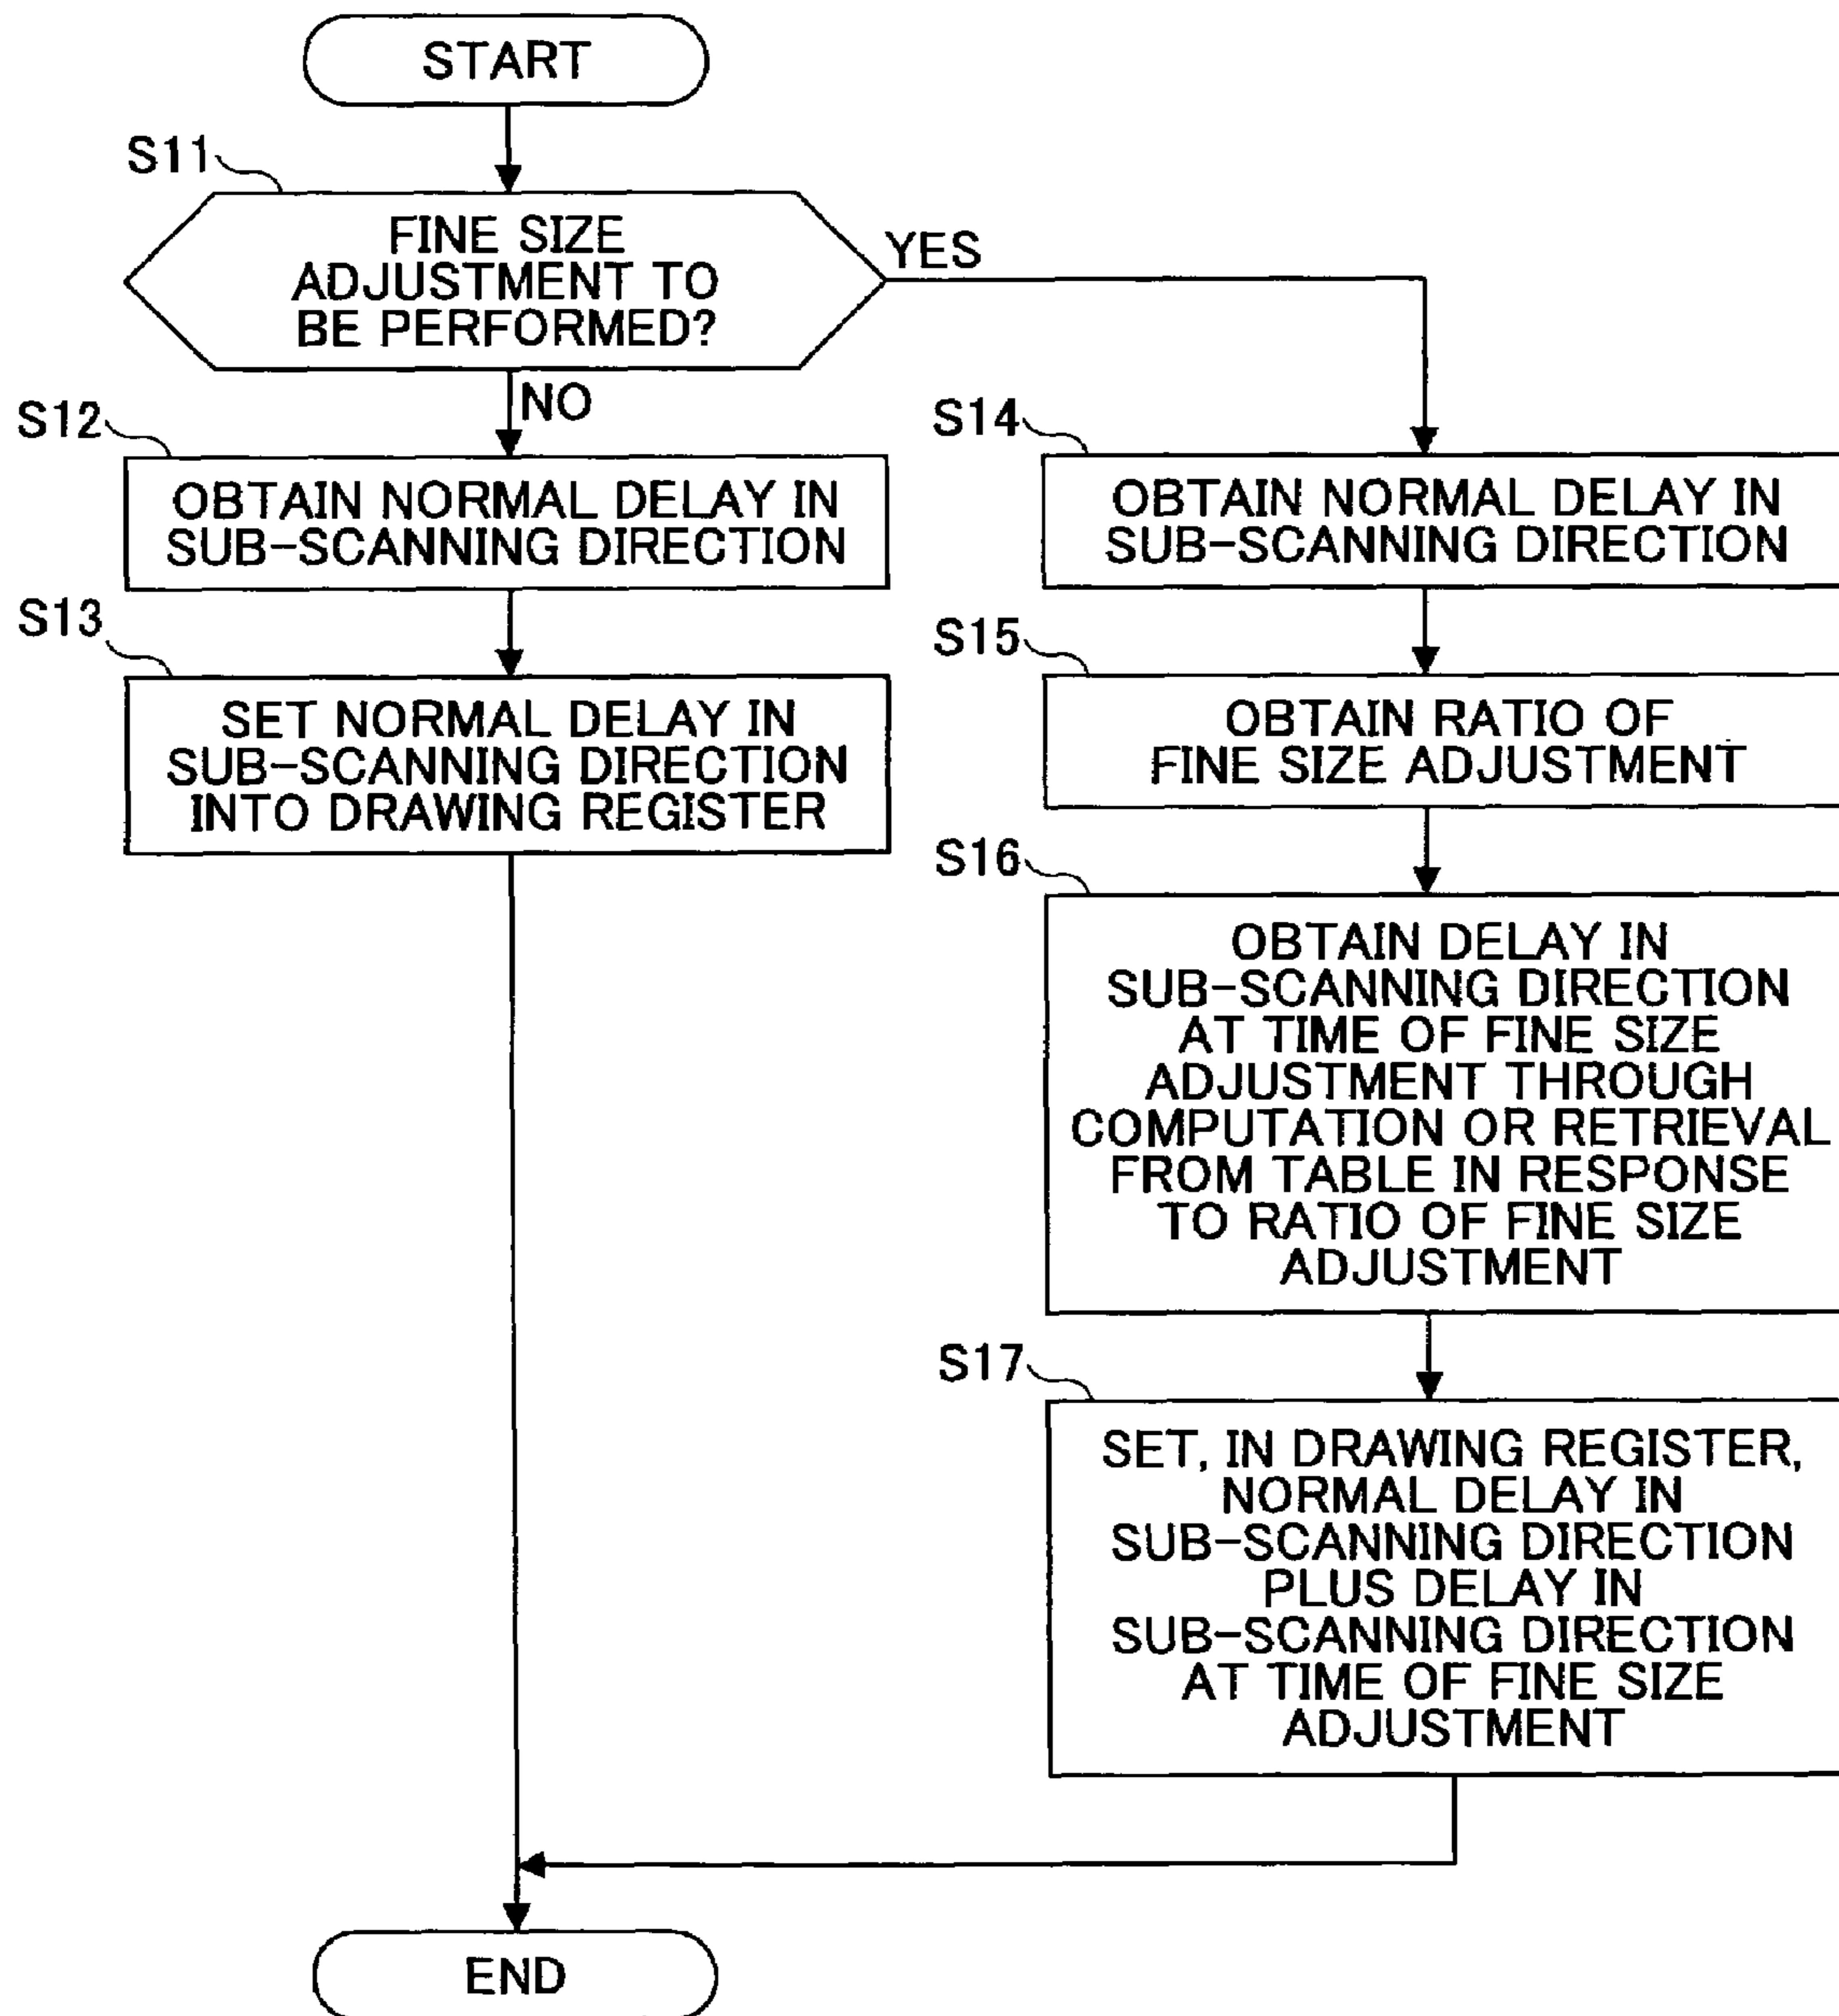 START
S11
FINE SIZE
ADJUSTMENT TO
BE PERFORMED?
YES
NO
S12
OBTAIN NORMAL DELAY IN
SUB-SCANNING DIRECTION
S13
SET NORMAL DELAY IN
SUB-SCANNING DIRECTION
INTO DRAWING REGISTER
S14
OBTAIN NORMAL DELAY IN
SUB-SCANNING DIRECTION
S15
OBTAIN RATIO OF
FINE SIZE ADJUSTMENT
S16
OBTAIN DELAY IN
SUB-SCANNING DIRECTION
AT TIME OF FINE SIZE
ADJUSTMENT THROUGH
COMPUTATION OR RETRIEVAL
FROM TABLE IN RESPONSE
TO RATIO OF FINE SIZE
ADJUSTMENT
S17
SET, IN DRAWING REGISTER,
NORMAL DELAY IN
SUB-SCANNING DIRECTION
PLUS DELAY IN
SUB-SCANNING DIRECTION
AT TIME OF FINE SIZE
ADJUSTMENT
END